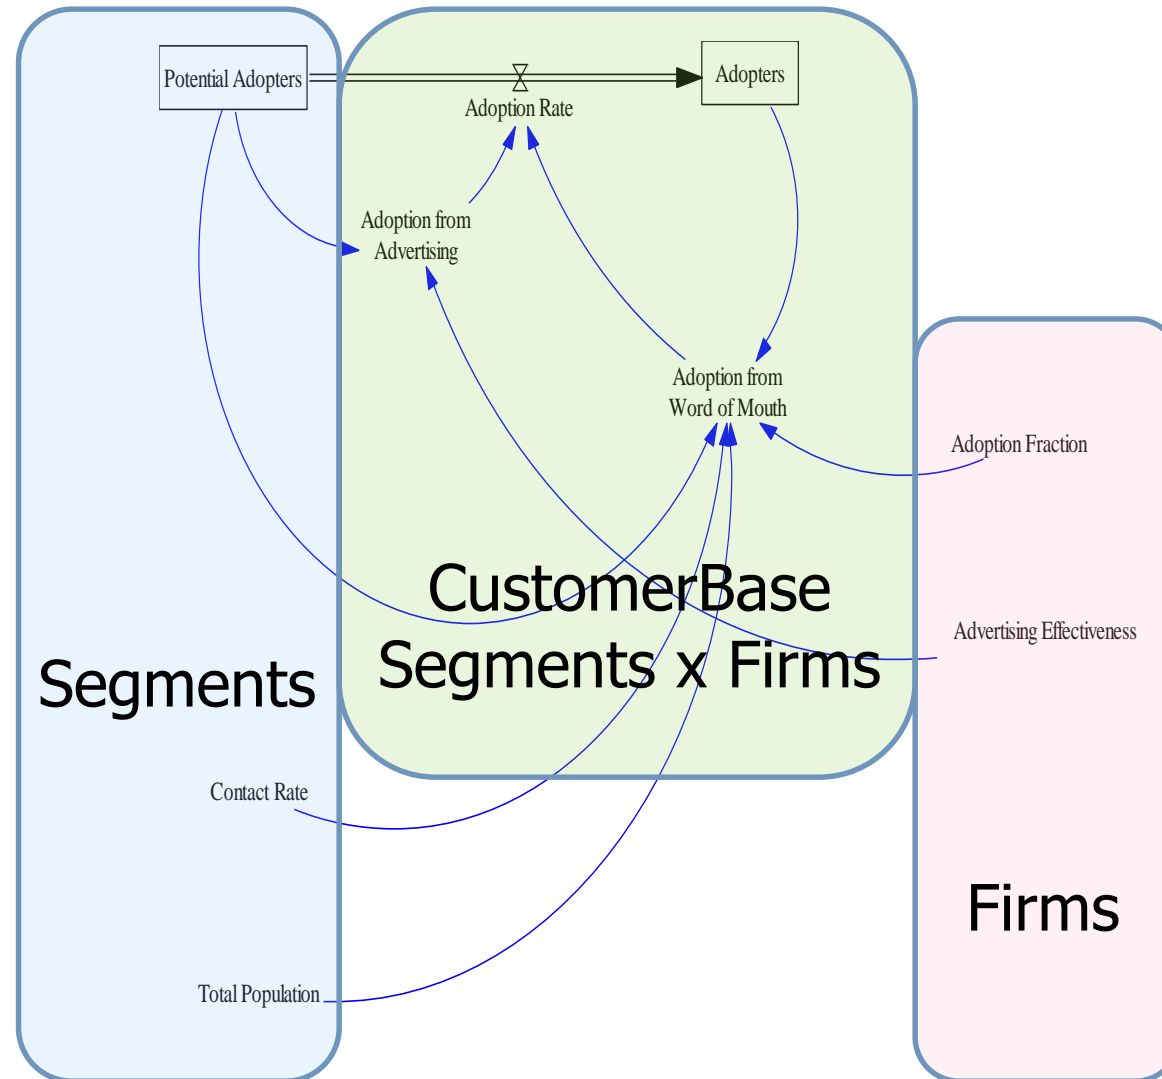 Potential Adopters
Adopters
Adoption Rate
Adoption from
Advertising
Adoption from
Word of Mouth
Adoption Fraction
CustomerBase
Segments x Firms
Advertising Effectiveness
Segments
Contact Rate
Firms
Total Population